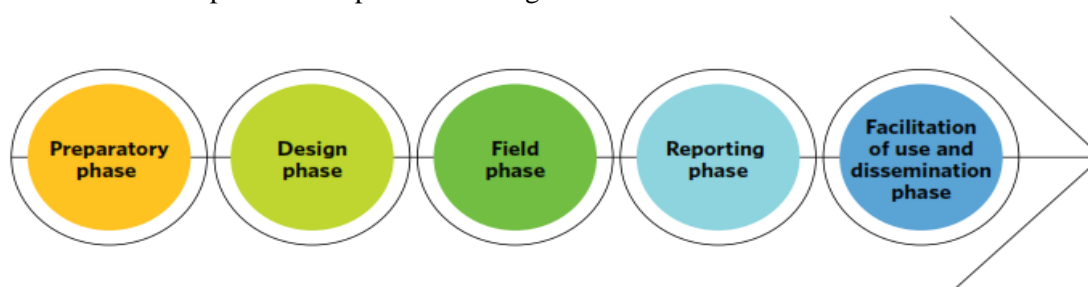 Preparatory
phase
Design
phase
Field
phase
Reporting
phase
Facilitation
of use and
dissemination
phase